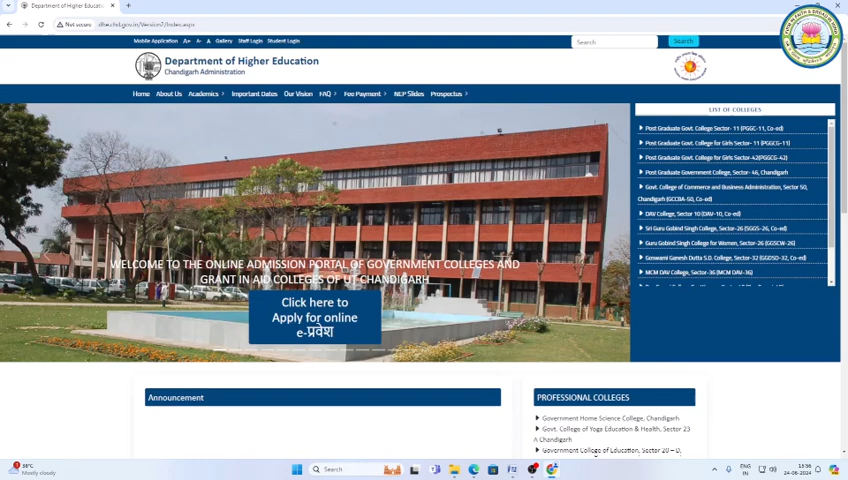 Department of Higher Education
Not secure
dhe.chd.gov.in/Version7/Index.aspx
Mobile Application A+ A- A Gallery Staff Login Student Login
Search
Search
Department of Higher Education
Chandigarh Administration
Home About Us Academics Important Dates Our Vision FAQ Fee Payment NEP Slides Prospectus
LIST OF COLLEGES
Post Graduate Govt. College Sector- 11 (PGGC-11, Co-ed)
Post Graduate Govt. College for Girls Sector- 11 (PGGCG-11)
Post Graduate Govt. College for Girls Sector-42(PGGCG-42)
Post Graduate Government College, Sector- 46, Chandigarh
Govt. College of Commerce and Business Administration, Sector 50,
Chandigarh (GCCBA-50, Co-ed)
DAV College, Sector 10 (DAV-10, Co-ed)
Sri Guru Gobind Singh College, Sector-26 (SGGS-26, Co-ed)
Guru Gobind Singh College for Women, Sector-26 (GGSCW-26)
Goswami Ganesh Dutta S.D. College, Sector-32 (GGDSD-32, Co-ed)
MCM DAV College, Sector-36 (MCM DAV-36)
WELCOME TO THE ONLINE ADMISSION PORTAL OF GOVERNMENT COLLEGES AND
GRANT IN AID COLLEGES OF UT CHANDIGARH
Click here to
Apply for online
e-प्रवेश
Announcement
PROFESSIONAL COLLEGES
Government Home Science College, Chandigarh
Govt. College of Yoga Education & Health, Sector 23
A Chandigarh
Government College of Education, Sector 20 – D,
38°C
Mostly cloudy
Search
ENG
IN
24-06-2024